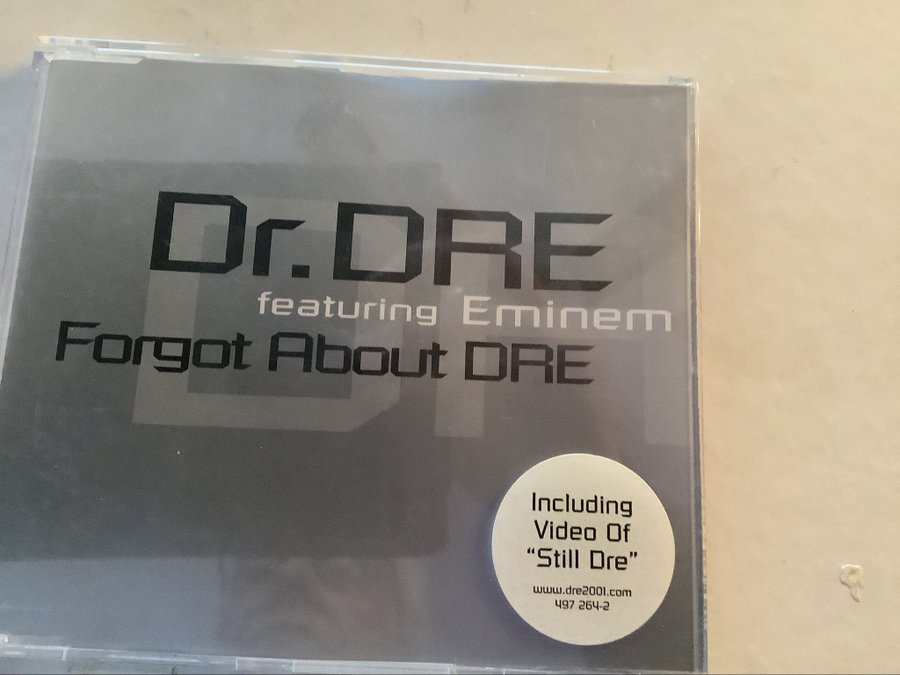 Dr. DRE
featuring Eminem
Forgot About DRE
Including
Video Of
“Still Dre”
www.dre2001.com
497 264-2